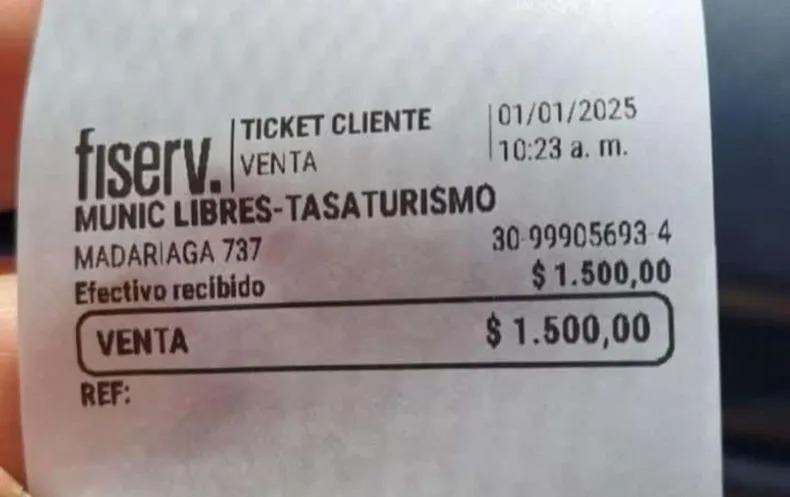 fiserv. TICKET CLIENTE 01/01/2025
VENTA 10:23 a. m.
MUNIC LIBRES-TASATURISMO
MADARIAGA 737 30-99905693-4
Efectivo recibido $ 1.500,00
VENTA $ 1.500,00
REF: